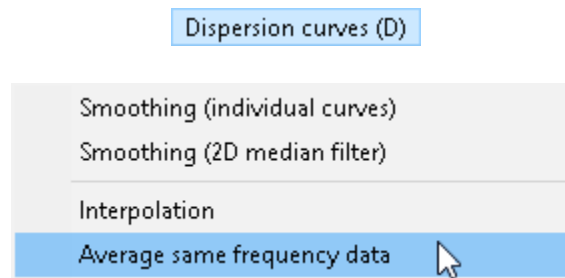 Dispersion curves (D)
Smoothing (individual curves)
Smoothing (2D median filter)
Interpolation
Average same frequency data